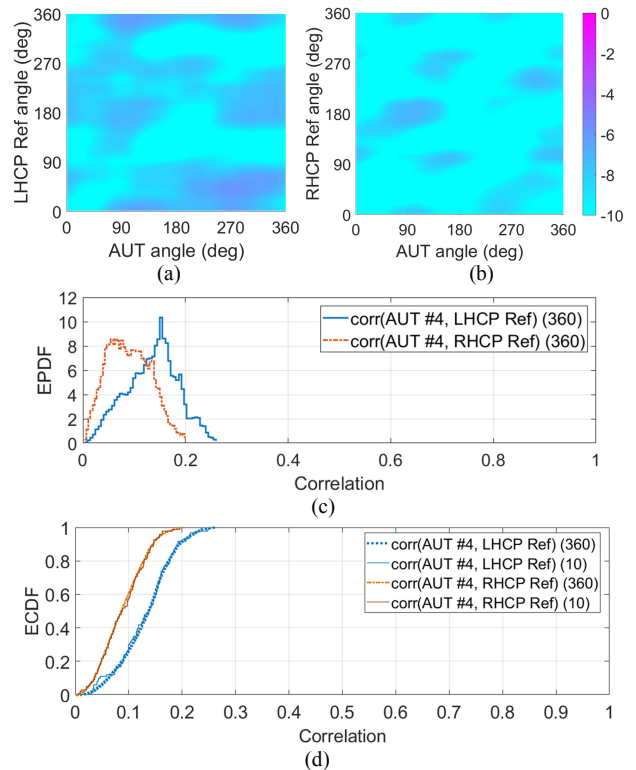 360
270
180
90
0
LHCP Ref angle (deg)
0 90 180 270 360
AUT angle (deg)
(a)
360
270
180
90
0
RHCP Ref angle (deg)
0 90 180 270 360
AUT angle (deg)
(b)
0
-2
-4
-6
-8
-10
12
10
8
6
4
2
0
EPDF
corr(AUT #4, LHCP Ref) (360)
corr(AUT #4, RHCP Ref) (360)
0 0.2 0.4 0.6 0.8 1
Correlation
(c)
1
0.8
0.6
0.4
0.2
0
ECDF
corr(AUT #4, LHCP Ref) (360)
corr(AUT #4, LHCP Ref) (10)
corr(AUT #4, RHCP Ref) (360)
corr(AUT #4, RHCP Ref) (10)
0 0.1 0.2 0.3 0.4 0.5 0.6 0.7 0.8 0.9 1
Correlation
(d)